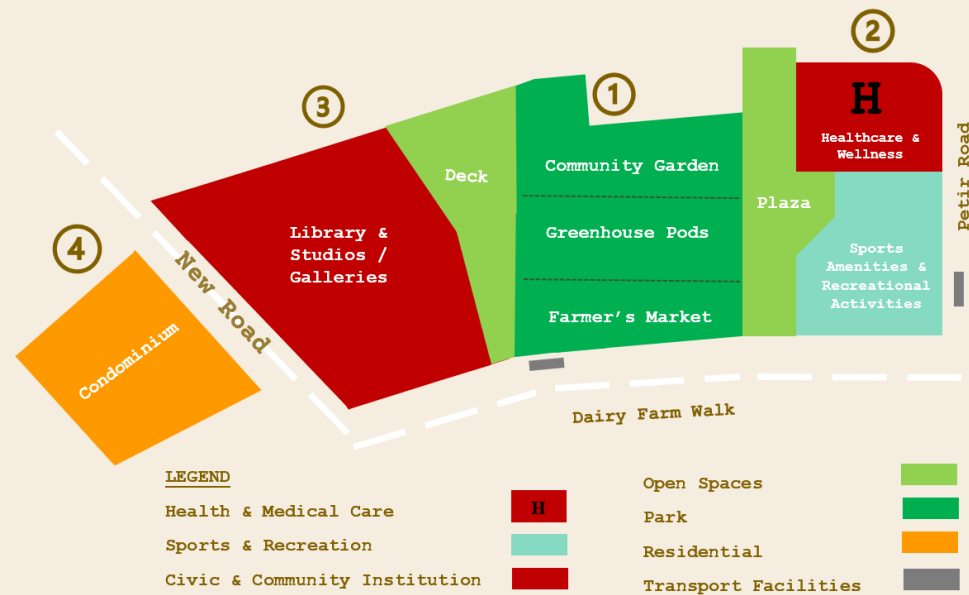 2
1
3
4
H
Healthcare &
Wellness
Petir Road
Community Garden
Deck
Plaza
Greenhouse Pods
Library &
Studios /
Galleries
Sports
Amenities &
Recreational
Activities
New Road
Farmer's Market
Condominium
Dairy Farm Walk
LEGEND
Health & Medical Care
H
Sports & Recreation
Civic & Community Institution
Open Spaces
Park
Residential
Transport Facilities